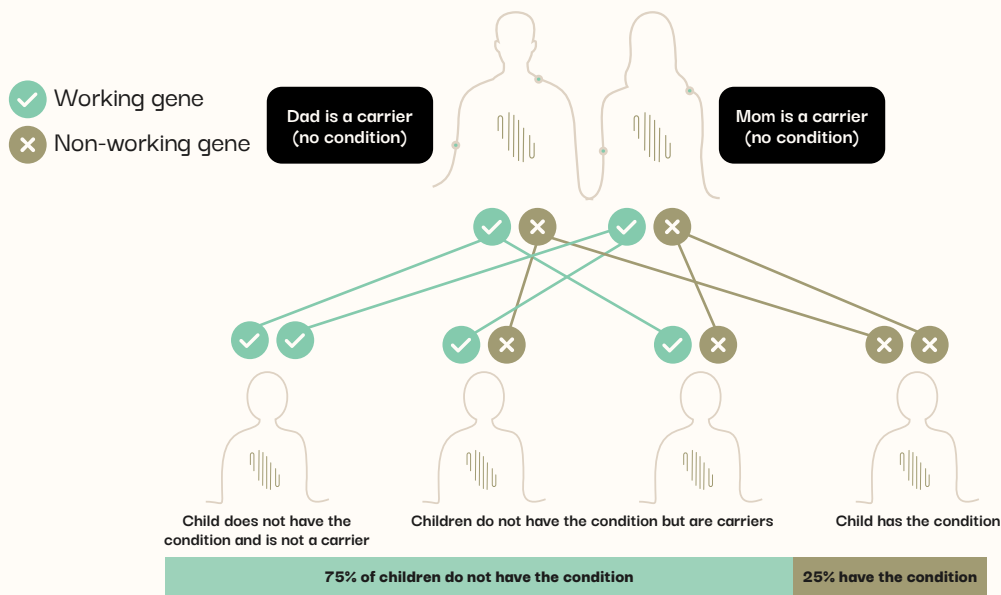 Working gene
Non-working gene
Dad is a carrier
(no condition)
Mom is a carrier
(no condition)
Child does not have the
condition and is not a carrier
Children do not have the condition but are carriers
Child has the condition
75% of children do not have the condition
25% have the condition